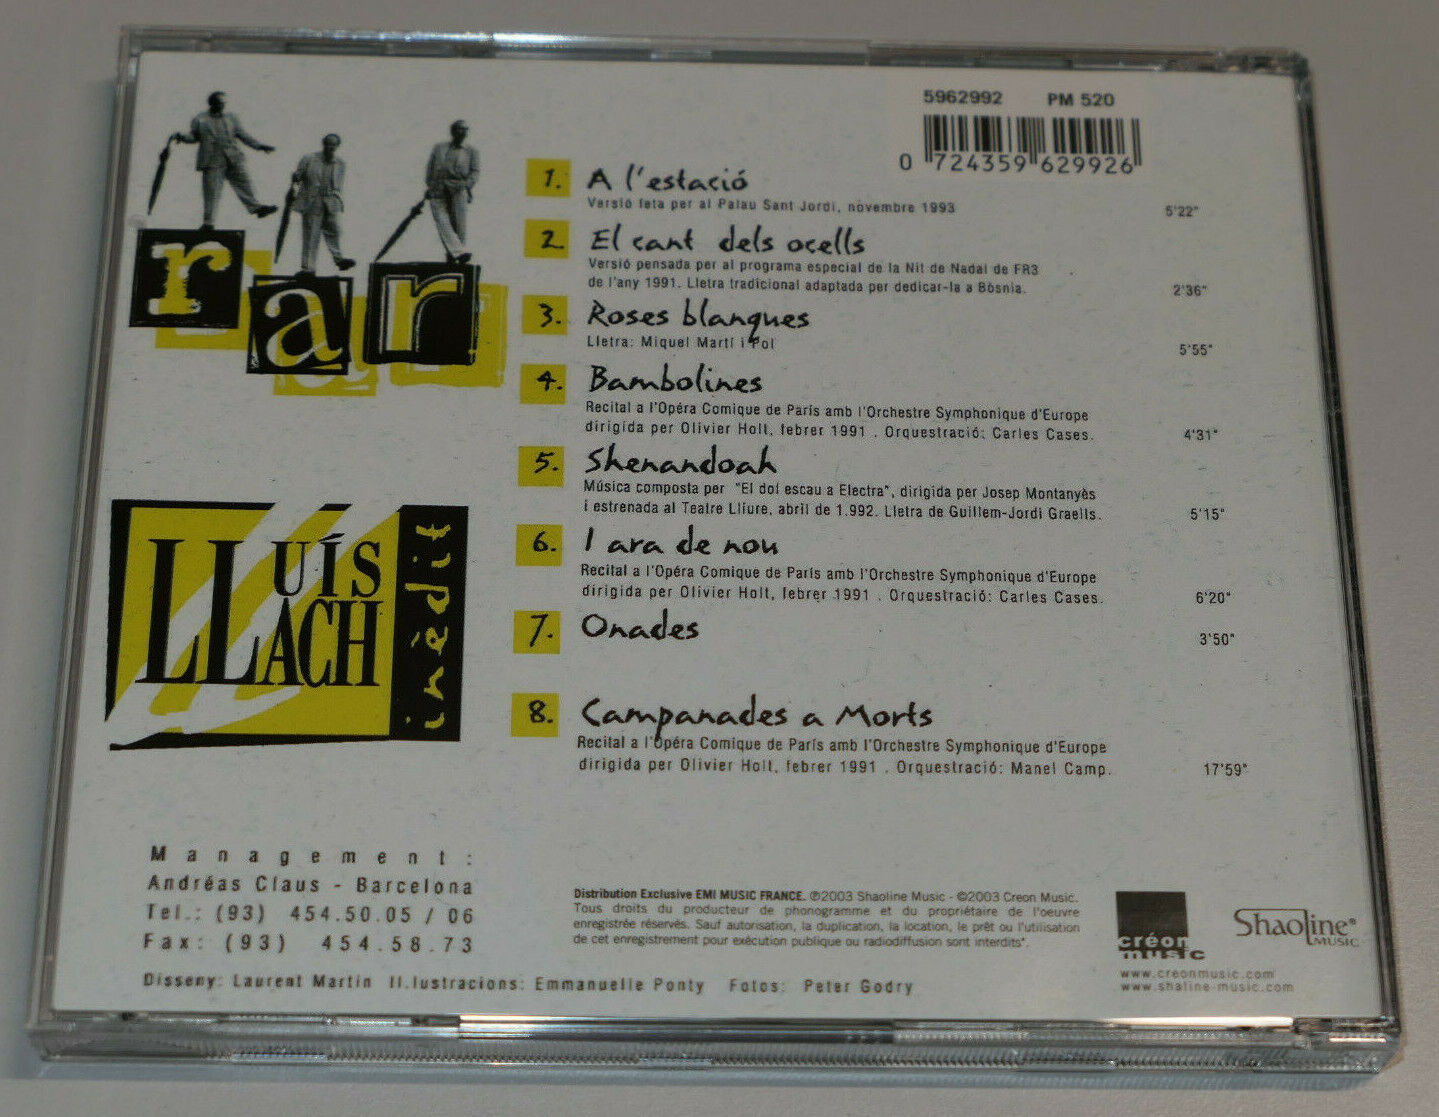 rar
LLUÍS
LLACH
inèdit
5962992 PM 520
0 724359 629926
1. A l'estació
Versió feta per al Palau Sant Jordi, novembre 1993 5'22"
2. El cant dels ocells
Versió pensada per al programa especial de la Nit de Nadal de FR3
de l'any 1991. Lletra tradicional adaptada per dedicar-la a Bòsnia. 2'36"
3. Roses blanques
Lletra: Miquel Martí i Pol 5'55"
4. Bambolines
Recital a l'Opéra Comique de París amb l'Orchestre Symphonique d'Europe
dirigida per Olivier Holt, febrer 1991 . Orquestració: Carles Cases. 4'31"
5. Shenandoah
Música composta per "El dol escau a Electra", dirigida per Josep Montanyès
i estrenada al Teatre Lliure, abril de 1.992. Lletra de Guillem-Jordi Graells. 5'15"
6. I ara de nou
Recital a l'Opéra Comique de París amb l'Orchestre Symphonique d'Europe
dirigida per Olivier Holt, febrer 1991 . Orquestració: Carles Cases. 6'20"
7. Onades 3'50"
8. Campanades a Morts
Recital a l'Opéra Comique de París amb l'Orchestre Symphonique d'Europe
dirigida per Olivier Holt, febrer 1991 . Orquestració: Manel Camp. 17'59"
Management:
Andréas Claus - Barcelona
Tel.: (93) 454.50.05 / 06
Fax: (93) 454.58.73
Disseny: Laurent Martin Il.lustracions: Emmanuelle Ponty Fotos: Peter Godry
Distribution Exclusive EMI MUSIC FRANCE. ℗2003 Shaoline Music - ©2003 Creon Music.
Tous droits du producteur de phonogramme et du propriétaire de l'oeuvre
enregistrée réservés. Sauf autorisation, la duplication, la location, le prêt ou l'utilisation
de cet enregistrement pour exécution publique ou radiodiffusion sont interdits".
créon
music
Shaoline®
MUSIC
www.creonmusic.com
www.shaline-music.com